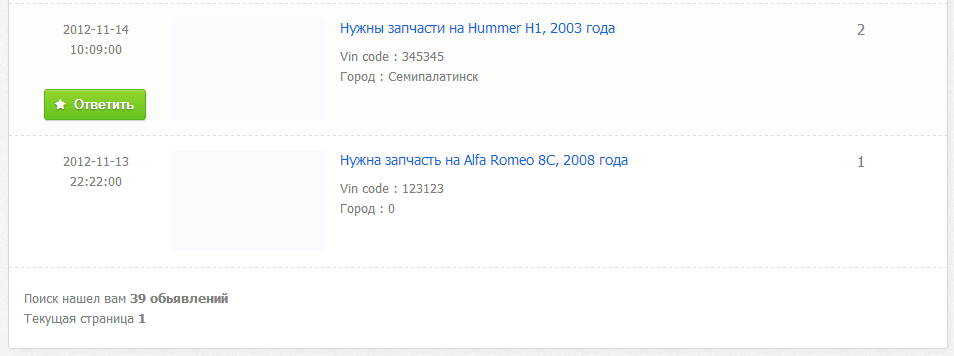 2012-11-14
10:09:00
Ответить
Нужны запчасти на Hummer H1, 2003 года
Vin code : 345345
Город : Семипалатинск
2
2012-11-13
22:22:00
Нужна запчасть на Alfa Romeo 8C, 2008 года
Vin code : 123123
Город : 0
1
Поиск нашел вам 39 обьявлений
Текущая страница 1